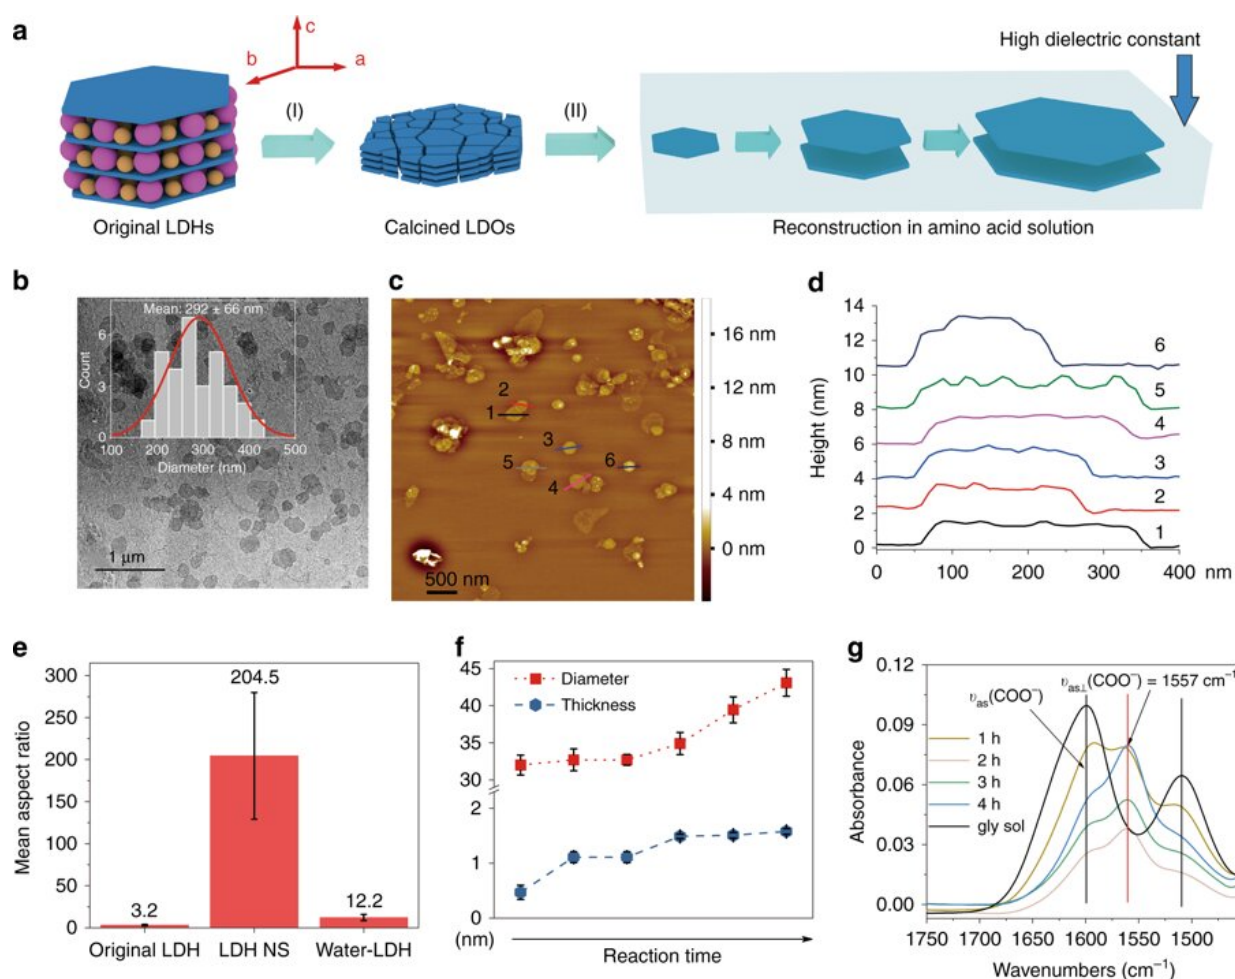 a
c
b
a
High dielectric constant
(I)
(II)
Original LDHs
Calcined LDOs
Reconstruction in amino acid solution
b
Mean: 292 ± 66 nm
6
3
0
Count
100 200 300 400 500
Diameter (nm)
1 μm
c
2
1
3
5
6
4
500 nm
16 nm
12 nm
8 nm
4 nm
0 nm
d
14
12
10
8
6
4
2
0
Height (nm)
6
5
4
3
2
1
0 100 200 300 400 nm
e
300
250
200
150
100
50
0
Mean aspect ratio
3.2
204.5
12.2
Original LDH LDH NS Water-LDH
f
45
40
35
30
2
1
0
Diameter
Thickness
(nm)
Reaction time
g
0.12
0.09
0.06
0.03
0.00
Absorbance
υas(COO⁻)
υas⊥(COO⁻) = 1557 cm⁻¹
1 h
2 h
3 h
4 h
gly sol
1750 1700 1650 1600 1550 1500
Wavenumbers (cm⁻¹)